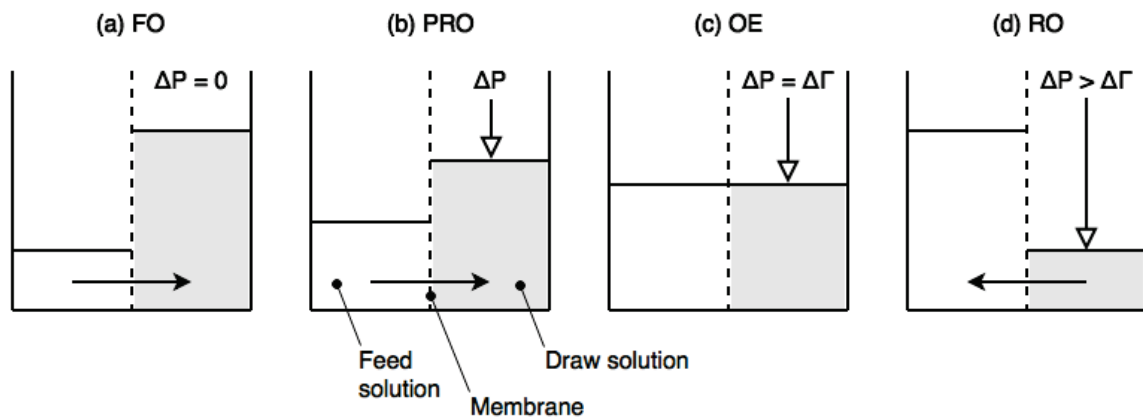 (a) FO
(b) PRO
(c) OE
(d) RO
ΔP = 0
ΔP
ΔP = ΔΓ
ΔP > ΔΓ
Feed
solution
Draw solution
Membrane